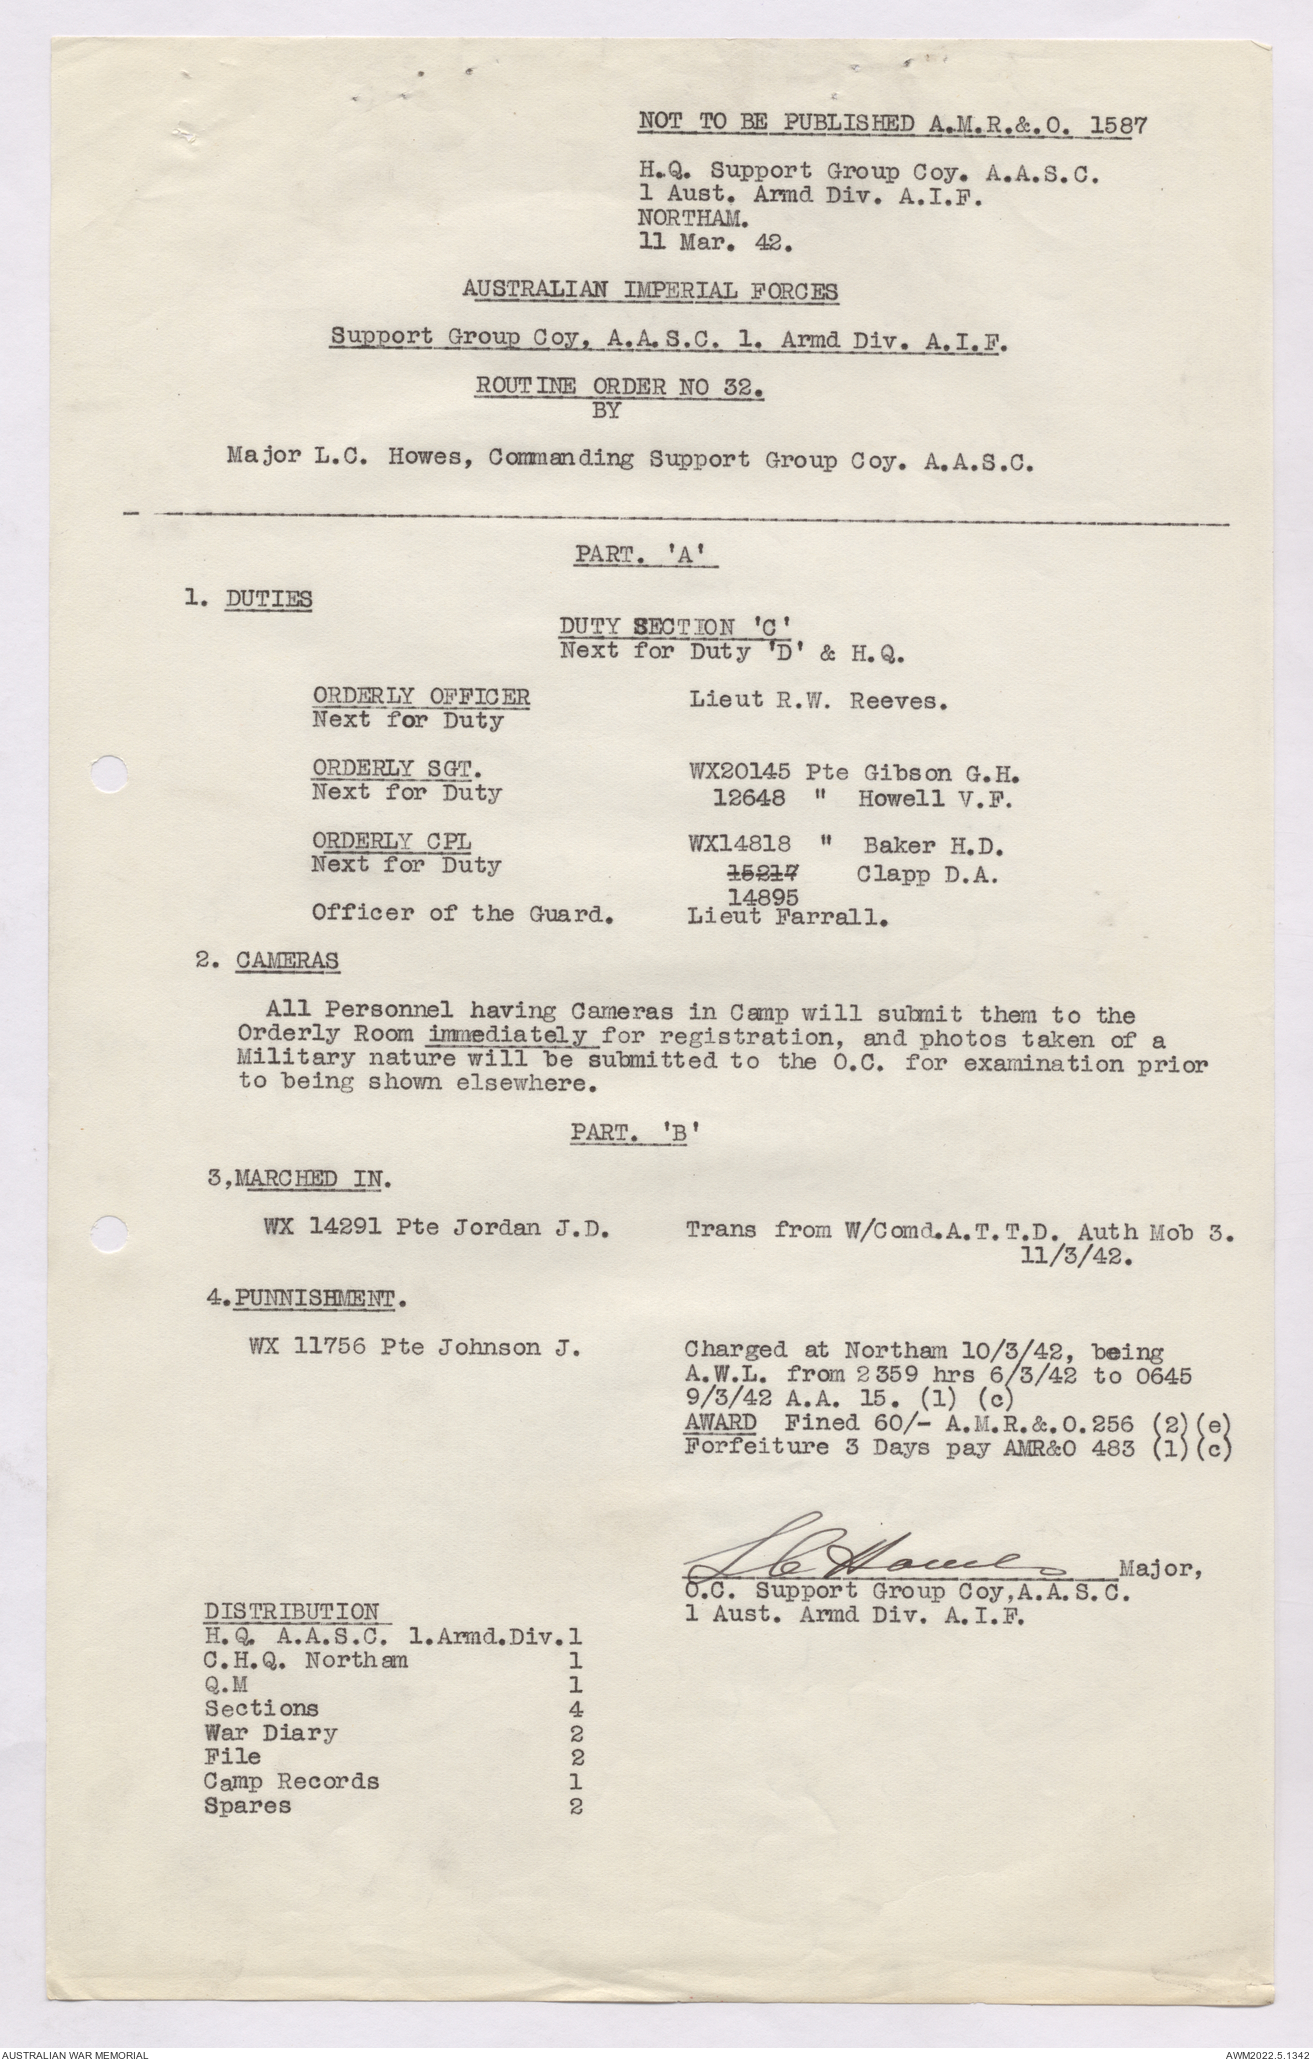 NOT TO BE PUBLISHED A.M.R.&.O. 1587
H.Q. Support Group Coy. A.A.S.C.
1 Aust. Armd Div. A.I.F.
NORTHAM.
11 Mar. 42.
AUSTRALIAN IMPERIAL FORCES
Support Group Coy, A.A.S.C. 1. Armd Div. A.I.F.
ROUTINE ORDER NO 32.
BY
Major L.C. Howes, Commanding Support Group Coy. A.A.S.C.
PART. 'A'
1. DUTIES
DUTY SECTION 'C'
Next for Duty 'D' & H.Q.
ORDERLY OFFICER Lieut R.W. Reeves.
Next for Duty
ORDERLY SGT. WX20145 Pte Gibson G.H.
Next for Duty 12648 " Howell V.F.
ORDERLY CPL WX14818 " Baker H.D.
Next for Duty 15217 Clapp D.A.
14895
Officer of the Guard. Lieut Farrall.
2. CAMERAS
All Personnel having Cameras in Camp will submit them to the
Orderly Room immediately for registration, and photos taken of a
Military nature will be submitted to the O.C. for examination prior
to being shown elsewhere.
PART. 'B'
3,MARCHED IN.
WX 14291 Pte Jordan J.D. Trans from W/Comd.A.T.T.D. Auth Mob 3.
11/3/42.
4.PUNNISHMENT.
WX 11756 Pte Johnson J. Charged at Northam 10/3/42, being
A.W.L. from 2359 hrs 6/3/42 to 0645
9/3/42 A.A. 15. (1) (c)
AWARD Fined 60/- A.M.R.&.O.256 (2)(e)
Forfeiture 3 Days pay AMR&O 483 (1)(c)
L C Howes Major,
O.C. Support Group Coy,A.A.S.C.
1 Aust. Armd Div. A.I.F.
DISTRIBUTION
H.Q. A.A.S.C. 1.Armd.Div.1
C.H.Q. Northam 1
Q.M 1
Sections 4
War Diary 2
File 2
Camp Records 1
Spares 2
AUSTRALIAN WAR MEMORIAL AWM2022.5.1342